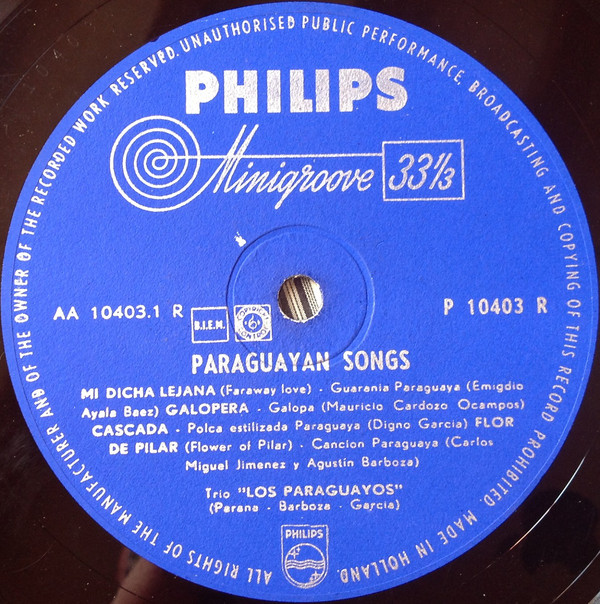 ALL RIGHTS OF THE MANUFACTURER AND OF THE OWNER OF THE RECORDED WORK RESERVED. UNAUTHORISED PUBLIC PERFORMANCE, BROADCASTING AND COPYING OF THIS RECORD PROHIBITED. MADE IN HOLLAND.
PHILIPS
Minigroove 33⅓
AA 10403.1 R
B.I.E.M.
COPYRIGHT CONTROL
6
P 10403 R
PARAGUAYAN SONGS
MI DICHA LEJANA (Faraway love) - Guarania Paraguaya (Emigdio
Ayala Baez) GALOPERA - Galopa (Mauricio Cardozo Ocampos)
CASCADA - Polca estilizada Paraguaya (Digno Garcia) FLOR
DE PILAR (Flower of Pilar) - Cancion Paraguaya (Carlos
Miguel Jimenez y Agustin Barboza)
Trio "LOS PARAGUAYOS"
(Parana - Barboza - Garcia)
PHILIPS